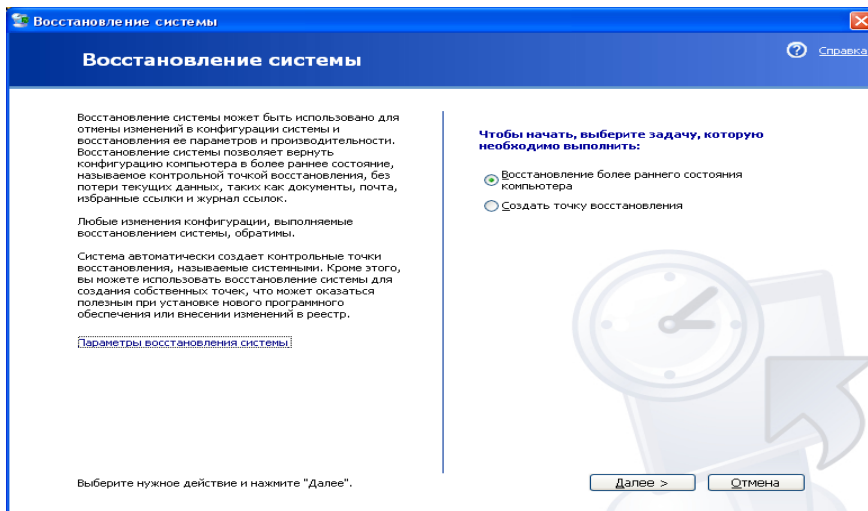 Восстановление системы
Восстановление системы
Справка
Восстановление системы может быть использовано для
отмены изменений в конфигурации системы и
восстановления ее параметров и производительности.
Восстановление системы позволяет вернуть
конфигурацию компьютера в более раннее состояние,
называемое контрольной точкой восстановления, без
потери текущих данных, таких как документы, почта,
избранные ссылки и журнал ссылок.
Любые изменения конфигурации, выполняемые
восстановлением системы, обратимы.
Система автоматически создает контрольные точки
восстановления, называемые системными. Кроме этого,
вы можете использовать восстановление системы для
создания собственных точек, что может оказаться
полезным при установке нового программного
обеспечения или внесении изменений в реестр.
Параметры восстановления системы
Чтобы начать, выберите задачу, которую
необходимо выполнить:
Восстановление более раннего состояния
компьютера
Создать точку восстановления
Выберите нужное действие и нажмите "Далее".
Далее >
Отмена